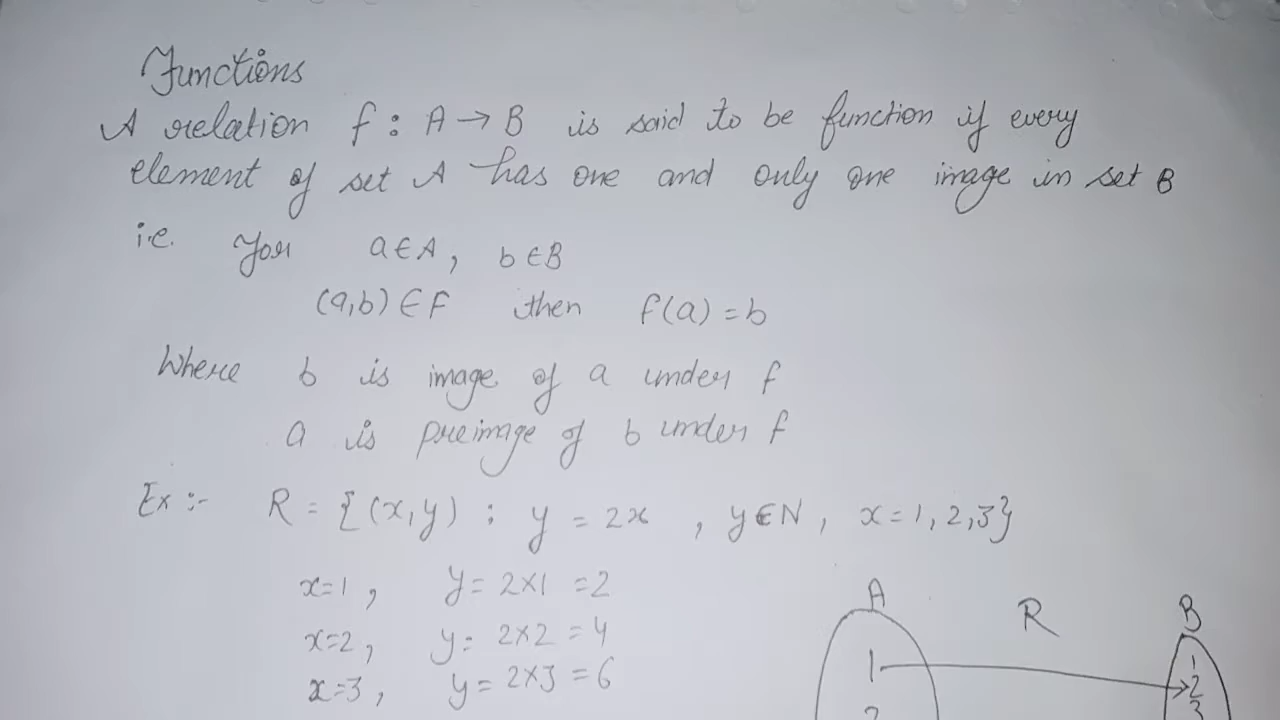 Functions
A relation f : A → B is said to be function if every
element of set A has one and only one image in set B
i.e. For a∈A, b∈B
(a,b)∈F then f(a) = b
Where b is image of a under f
a is preimage of b under f
Ex :- R = {(x,y) : y = 2x , y∈N, x = 1, 2, 3}
x=1, y= 2×1 =2
x=2, y= 2×2 =4
x=3, y= 2×3 =6
A R B
1 1
2 2
3